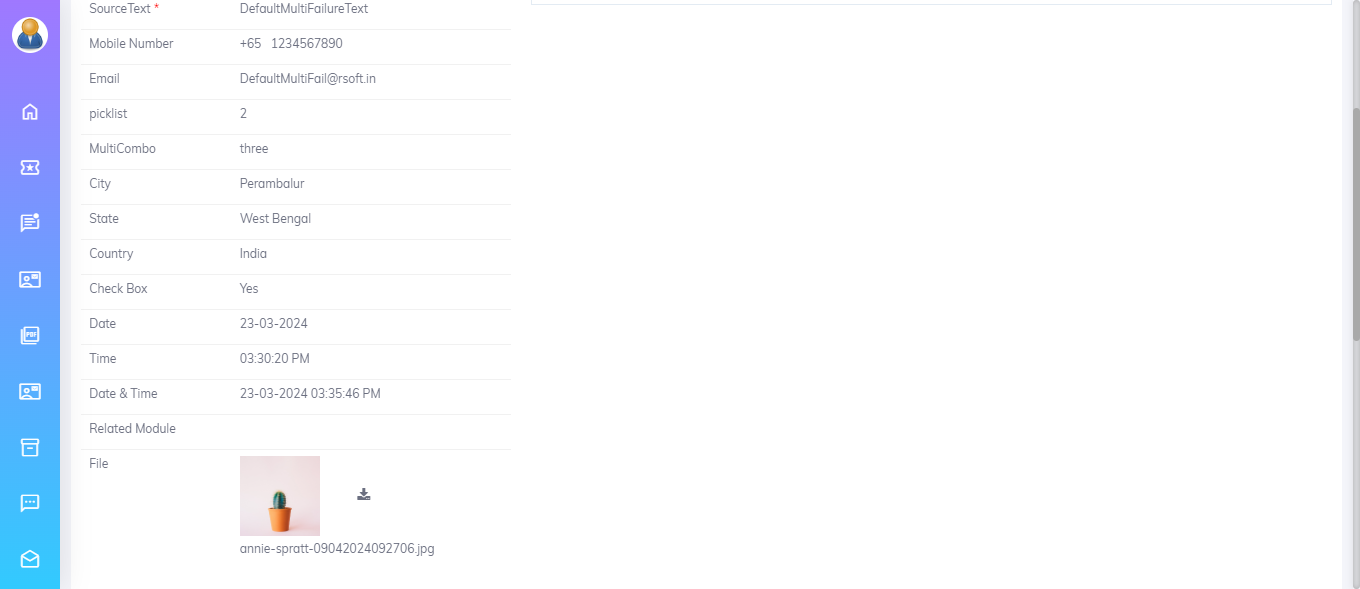 SourceText * DefaultMultiFailureText
Mobile Number +65 1234567890
Email DefaultMultiFail@rsoft.in
picklist 2
MultiCombo three
City Perambalur
State West Bengal
Country India
Check Box Yes
Date 23-03-2024
Time 03:30:20 PM
Date & Time 23-03-2024 03:35:46 PM
Related Module
File
annie-spratt-09042024092706.jpg
PDF